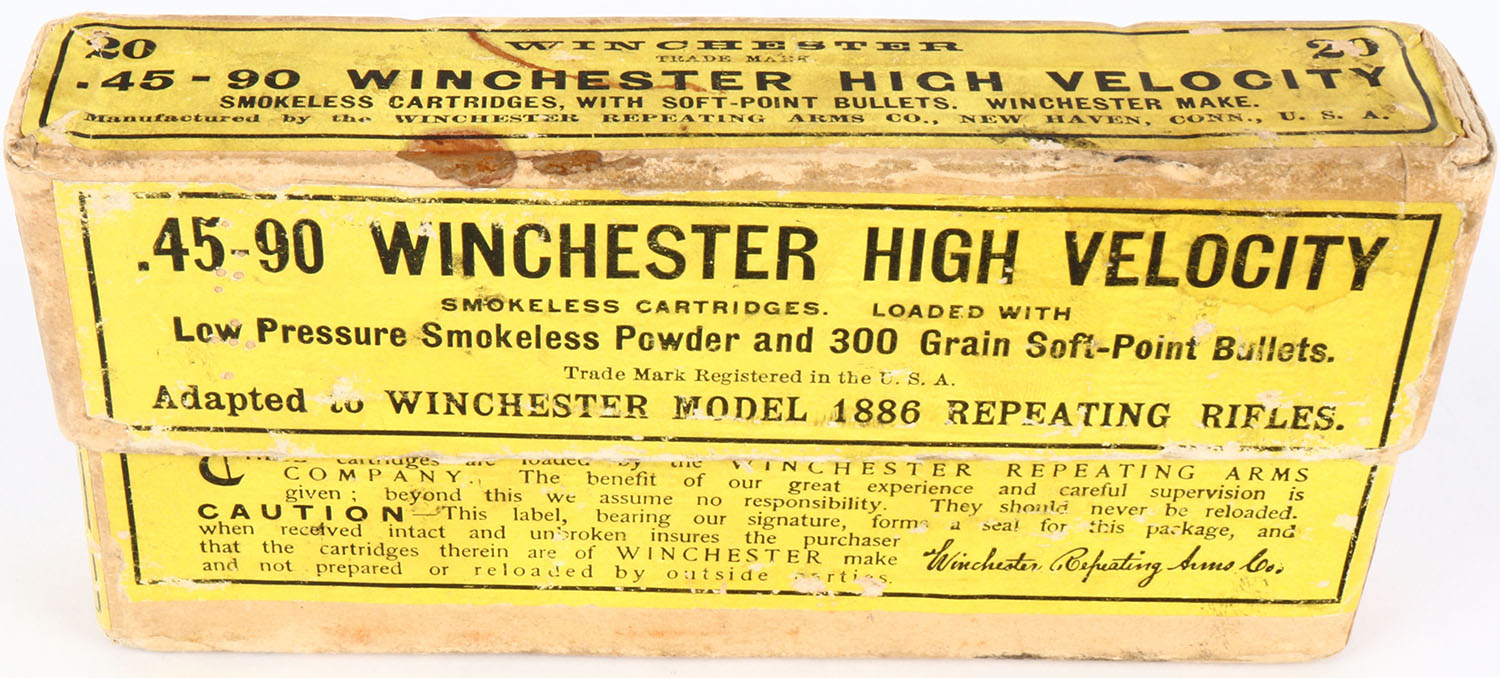 20 WINCHESTER 20
TRADE MARK
.45-90 WINCHESTER HIGH VELOCITY
SMOKELESS CARTRIDGES, WITH SOFT-POINT BULLETS. WINCHESTER MAKE.
Manufactured by the WINCHESTER REPEATING ARMS CO., NEW HAVEN, CONN., U. S. A.
.45-90 WINCHESTER HIGH VELOCITY
SMOKELESS CARTRIDGES. LOADED WITH
Low Pressure Smokeless Powder and 300 Grain Soft-Point Bullets.
Trade Mark Registered in the U. S. A.
Adapted to WINCHESTER MODEL 1886 REPEATING RIFLES.
cartridges are loaded by the WINCHESTER REPEATING ARMS
COMPANY. The benefit of our great experience and careful supervision is
given; beyond this we assume no responsibility. They should never be reloaded.
CAUTION—This label, bearing our signature, forms a seal for this package, and
when received intact and unbroken insures the purchaser
that the cartridges therein are of WINCHESTER make
and not prepared or reloaded by outside parties.
Winchester Repeating Arms Co.